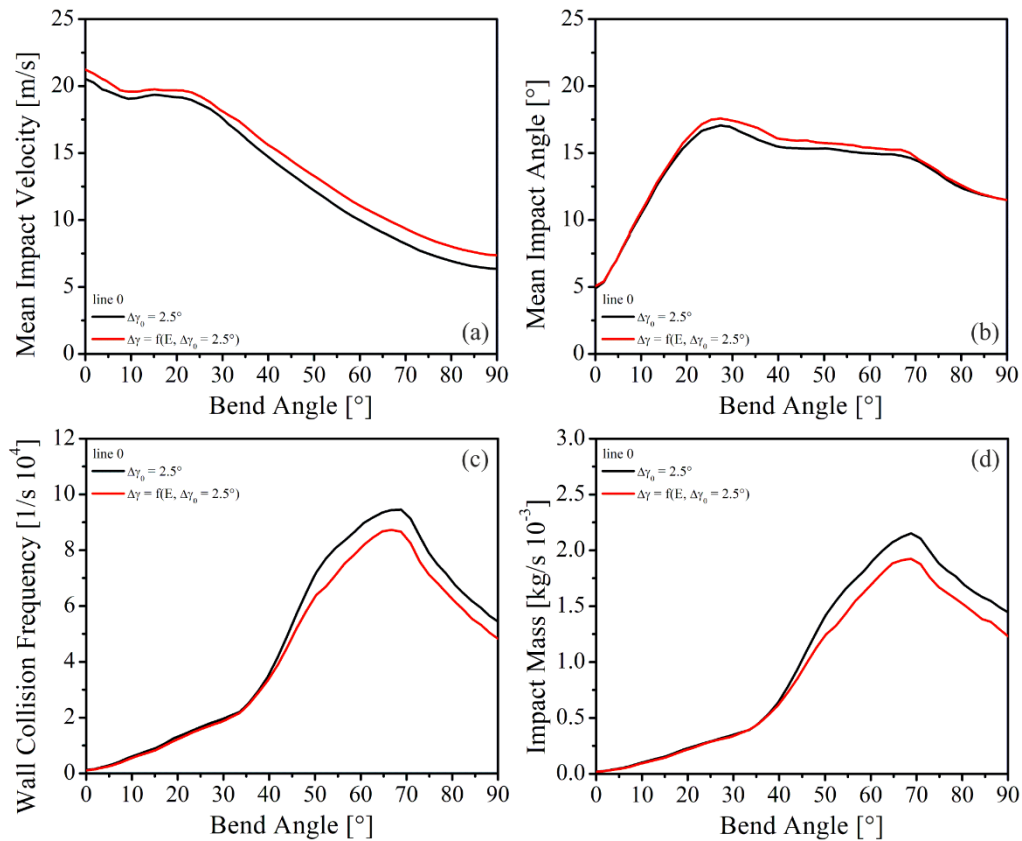 25
20
15
10
5
0
Mean Impact Velocity [m/s]
line 0
Δγ₀ = 2.5°
Δγ = f(E, Δγ₀ = 2.5°)
(a)
0 10 20 30 40 50 60 70 80 90
Bend Angle [°]
25
20
15
10
5
0
Mean Impact Angle [°]
line 0
Δγ₀ = 2.5°
Δγ = f(E, Δγ₀ = 2.5°)
(b)
0 10 20 30 40 50 60 70 80 90
Bend Angle [°]
12
10
8
6
4
2
0
Wall Collision Frequency [1/s 10⁴]
line 0
Δγ₀ = 2.5°
Δγ = f(E, Δγ₀ = 2.5°)
(c)
0 10 20 30 40 50 60 70 80 90
Bend Angle [°]
3.0
2.5
2.0
1.5
1.0
0.5
0.0
Impact Mass [kg/s 10⁻³]
line 0
Δγ₀ = 2.5°
Δγ = f(E, Δγ₀ = 2.5°)
(d)
0 10 20 30 40 50 60 70 80 90
Bend Angle [°]